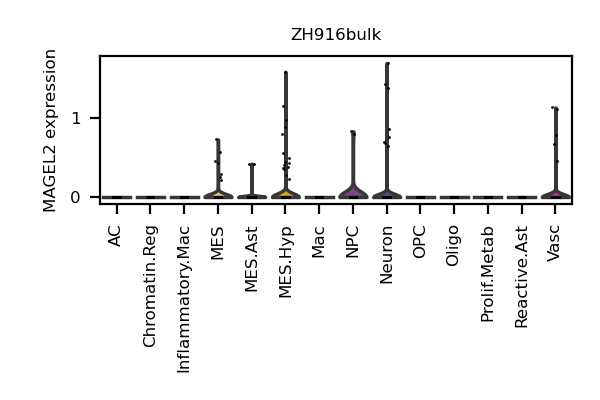 ZH916bulk
MAGEL2 expression
1
0
AC
Chromatin.Reg
Inflammatory.Mac
MES
MES.Ast
MES.Hyp
Mac
NPC
Neuron
OPC
Oligo
Prolif.Metab
Reactive.Ast
Vasc